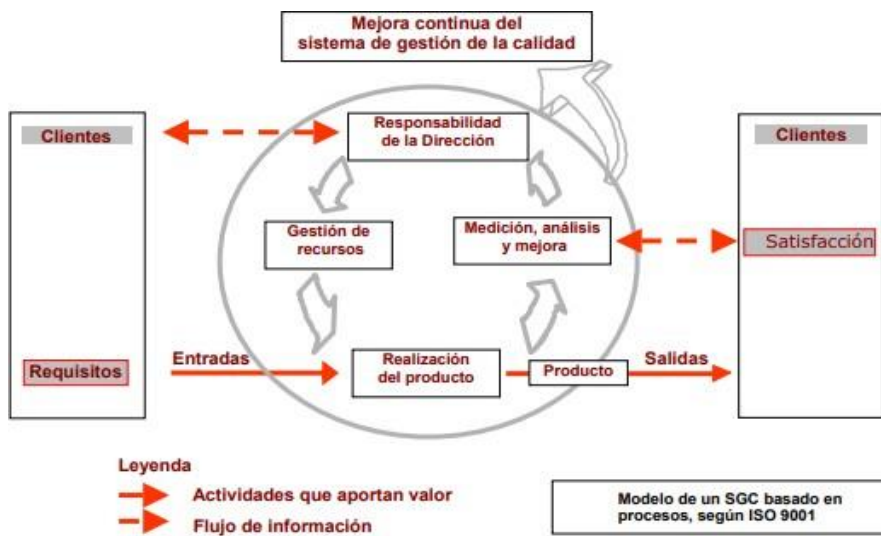 Mejora continua del
sistema de gestión de la calidad
Clientes
Responsabilidad
de la Dirección
Clientes
Gestión de
recursos
Medición, análisis
y mejora
Satisfacción
Requisitos
Entradas
Realización
del producto
Producto
Salidas
Leyenda
Actividades que aportan valor
Flujo de información
Modelo de un SGC basado en
procesos, según ISO 9001